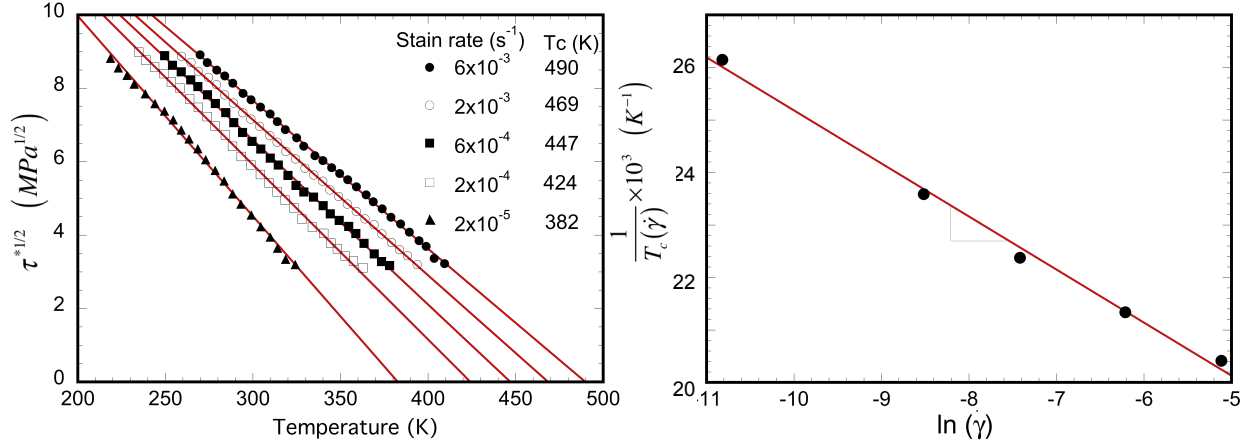 10
8
6
4
2
0
200 250 300 350 400 450 500
Temperature (K)
τ*1/2 (MPa1/2)
Stain rate (s-1) Tc (K)
6x10-3 490
2x10-3 469
6x10-4 447
2x10-4 424
2x10-5 382
26
24
22
20
-11 -10 -9 -8 -7 -6 -5
ln (γ̇)
1/Tc(γ̇) ×103 (K−1)